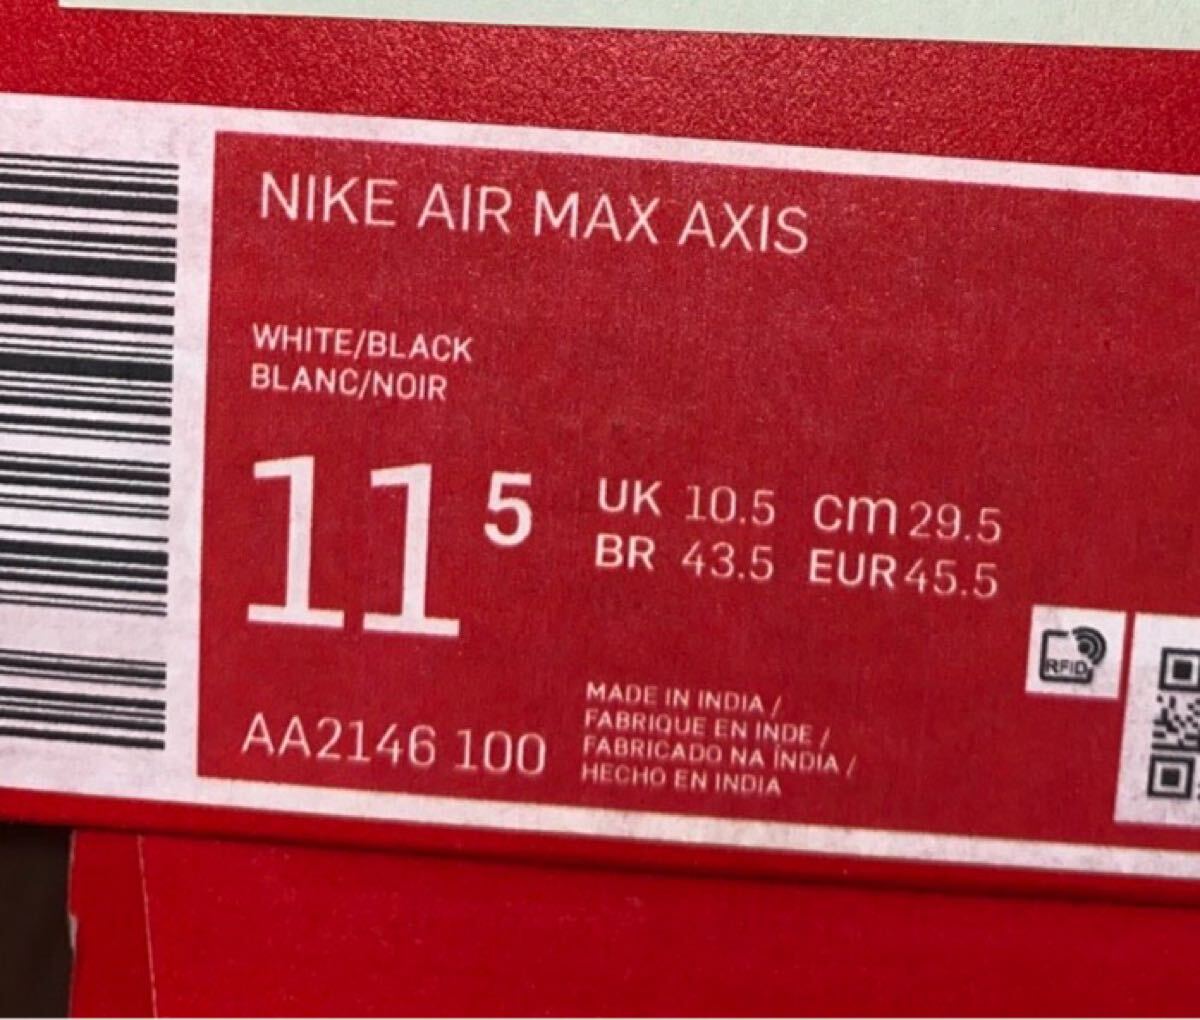 NIKE AIR MAX AXIS
WHITE/BLACK
BLANC/NOIR
11 5
UK 10.5 cm 29.5
BR 43.5 EUR 45.5
RFID
AA2146 100
MADE IN INDIA /
FABRIQUE EN INDE /
FABRICADO NA ÍNDIA /
HECHO EN INDIA